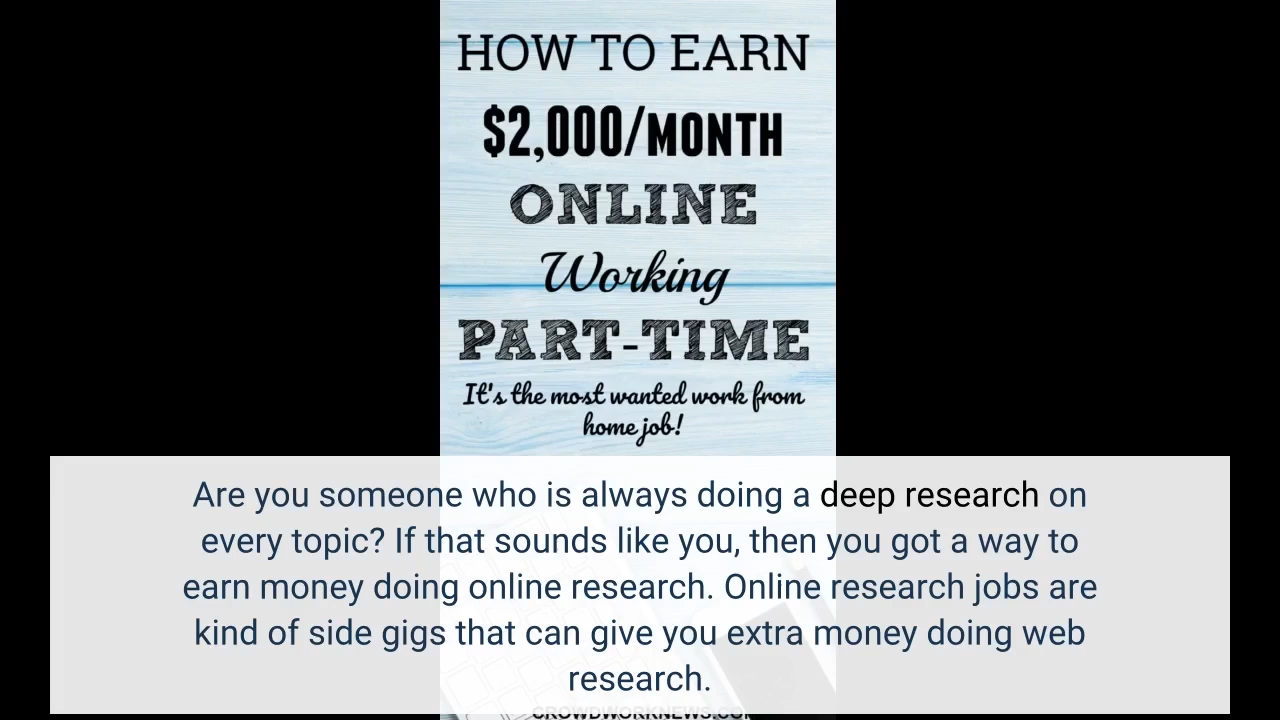 HOW TO EARN
$2,000/MONTH
ONLINE
Working
PART-TIME
It's the most wanted work from
home job!
Are you someone who is always doing a deep research on
every topic? If that sounds like you, then you got a way to
earn money doing online research. Online research jobs are
kind of side gigs that can give you extra money doing web
research.
CROWDWORKNEWS.COM